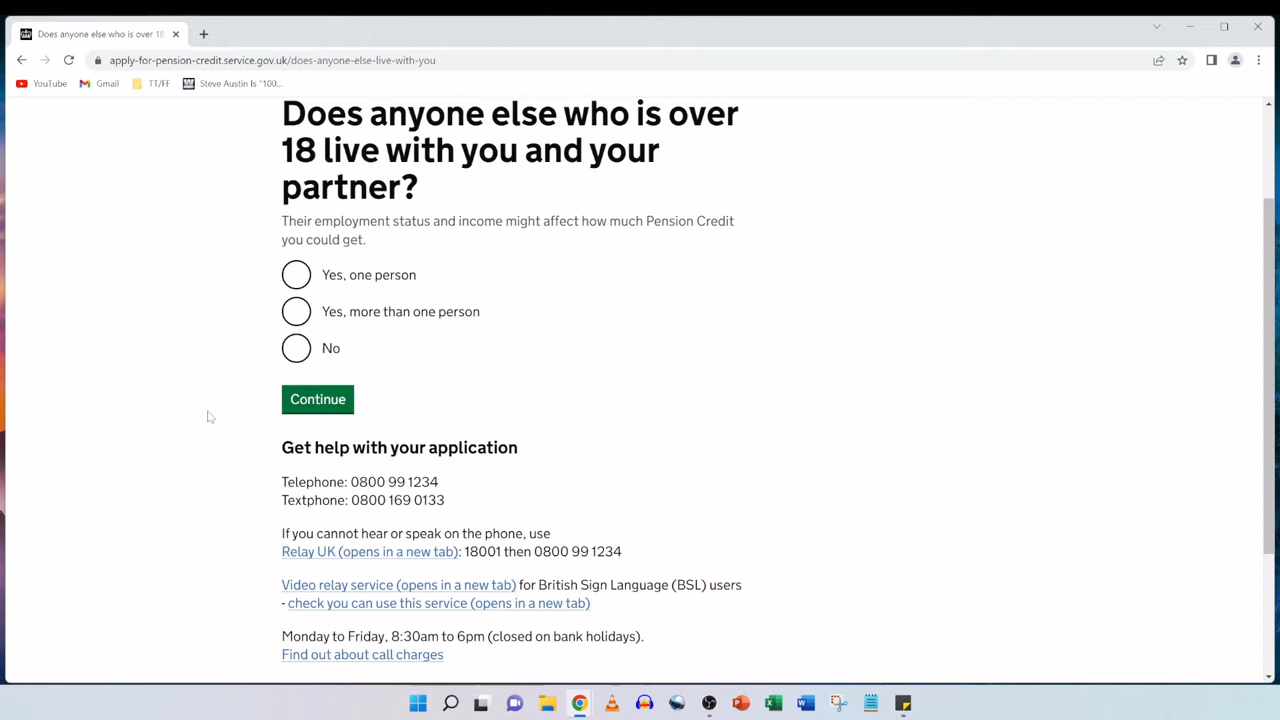 Does anyone else who is over 18
apply-for-pension-credit.service.gov.uk/does-anyone-else-live-with-you
YouTube
Gmail
TT/FF
Steve Austin Is "100...
Does anyone else who is over
18 live with you and your
partner?
Their employment status and income might affect how much Pension Credit
you could get.
Yes, one person
Yes, more than one person
No
Continue
Get help with your application
Telephone: 0800 99 1234
Textphone: 0800 169 0133
If you cannot hear or speak on the phone, use
Relay UK (opens in a new tab): 18001 then 0800 99 1234
Video relay service (opens in a new tab) for British Sign Language (BSL) users
- check you can use this service (opens in a new tab)
Monday to Friday, 8:30am to 6pm (closed on bank holidays).
Find out about call charges